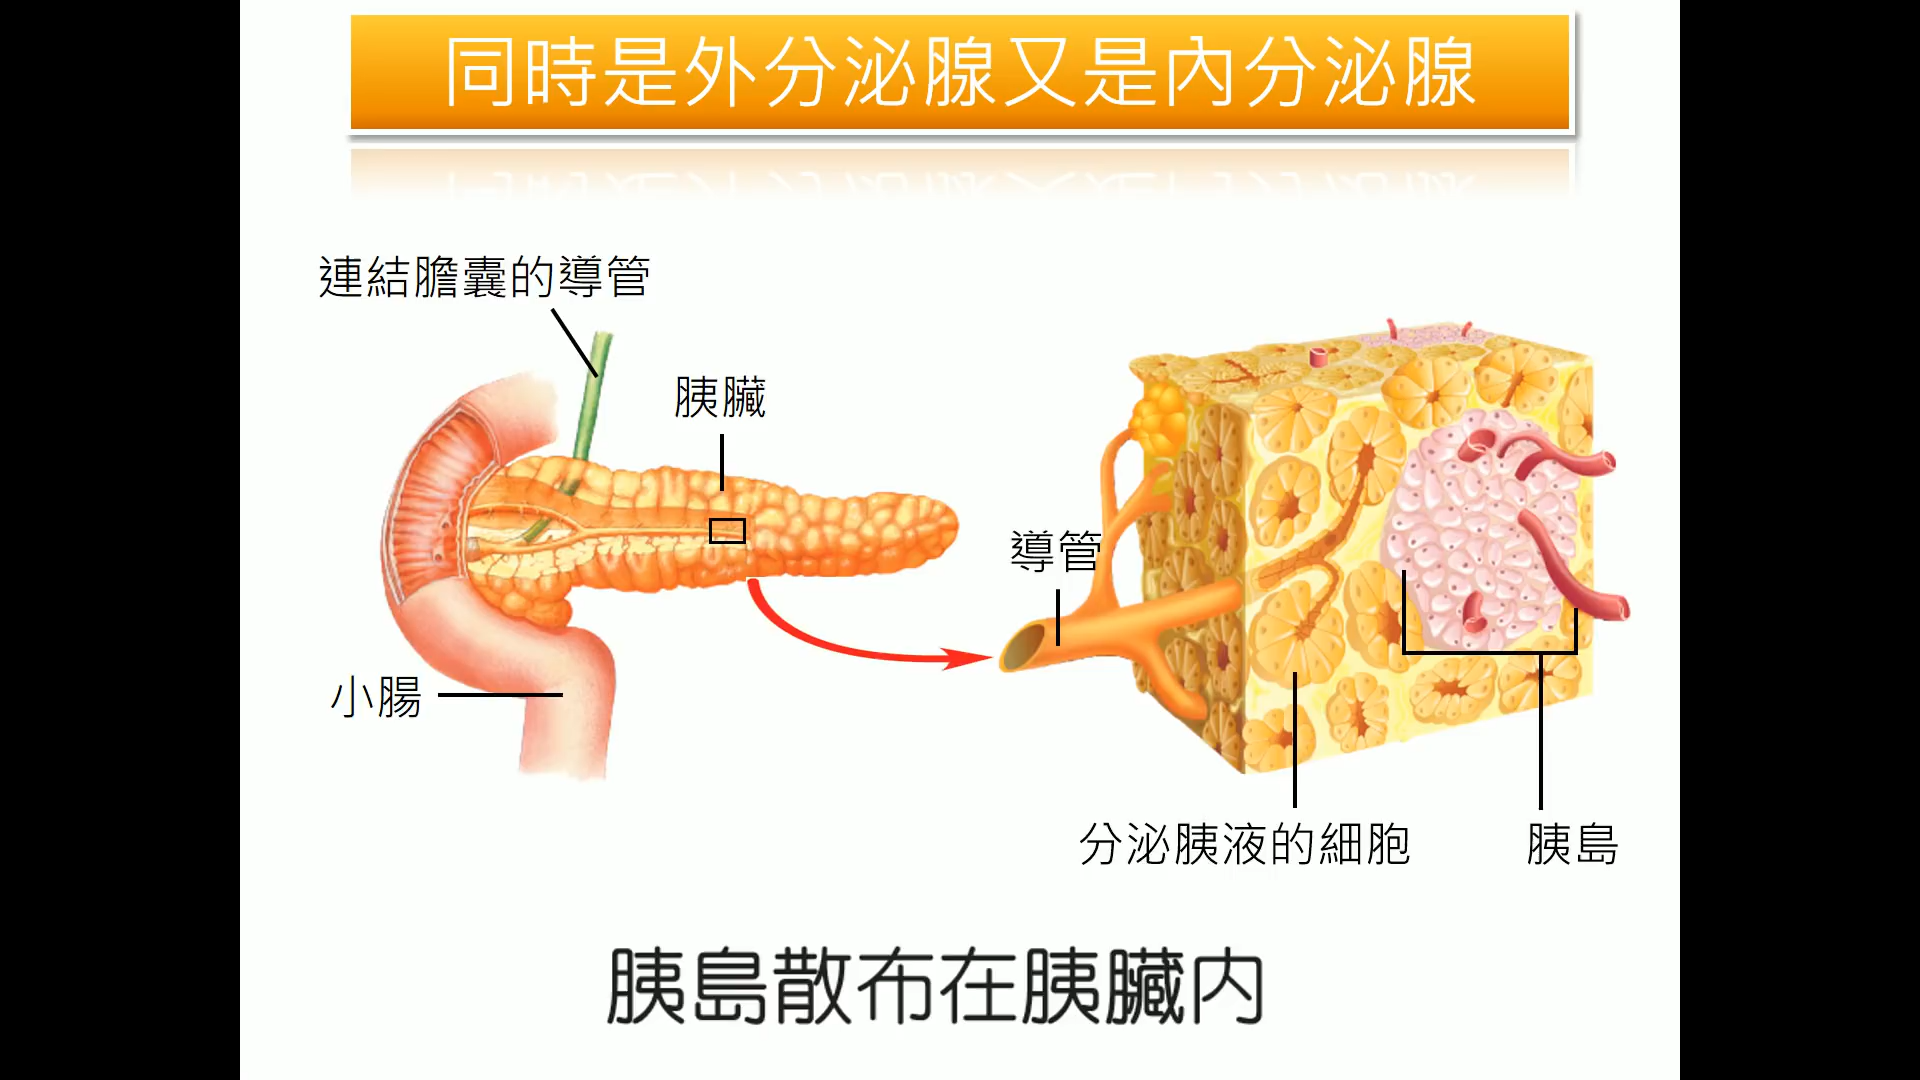 同時是外分泌腺又是內分泌腺
連結膽囊的導管
胰臟
導管
小腸
分泌胰液的細胞
胰島
胰島散布在胰臟内